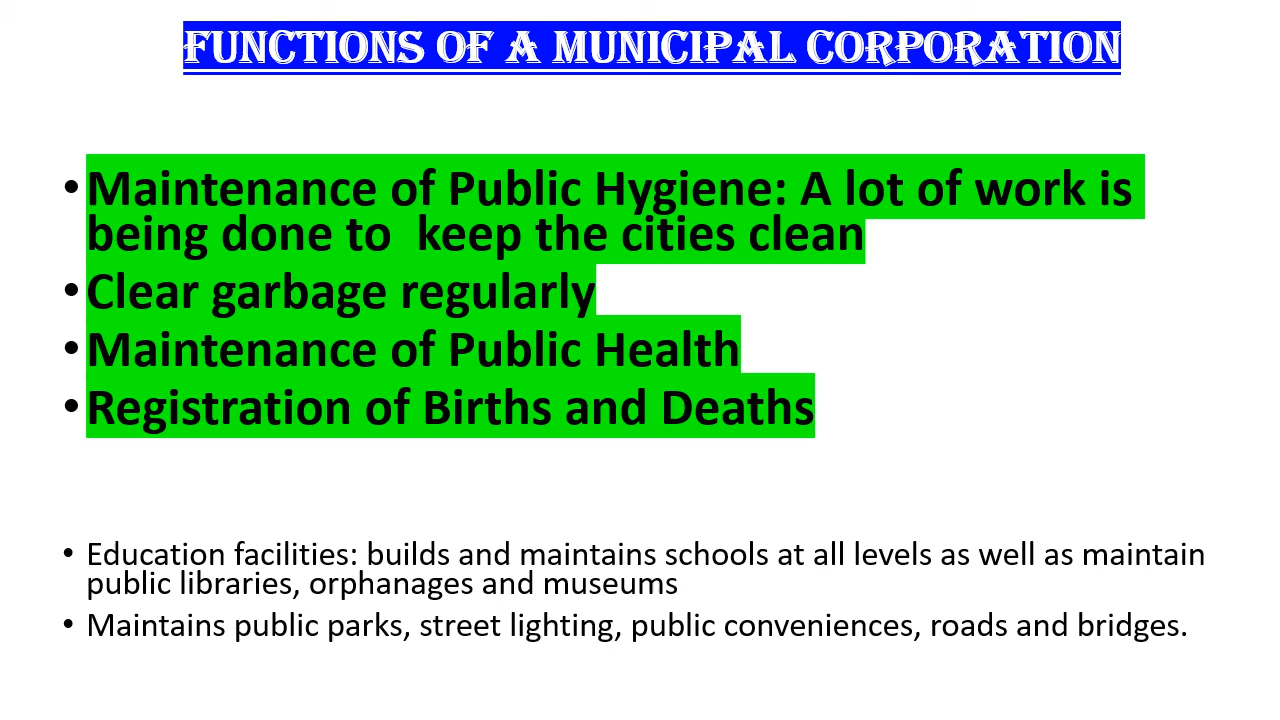 FUNCTIONS OF A MUNICIPAL CORPORATION
• Maintenance of Public Hygiene: A lot of work is
being done to  keep the cities clean
• Clear garbage regularly
• Maintenance of Public Health
• Registration of Births and Deaths
• Education facilities: builds and maintains schools at all levels as well as maintain
public libraries, orphanages and museums
• Maintains public parks, street lighting, public conveniences, roads and bridges.